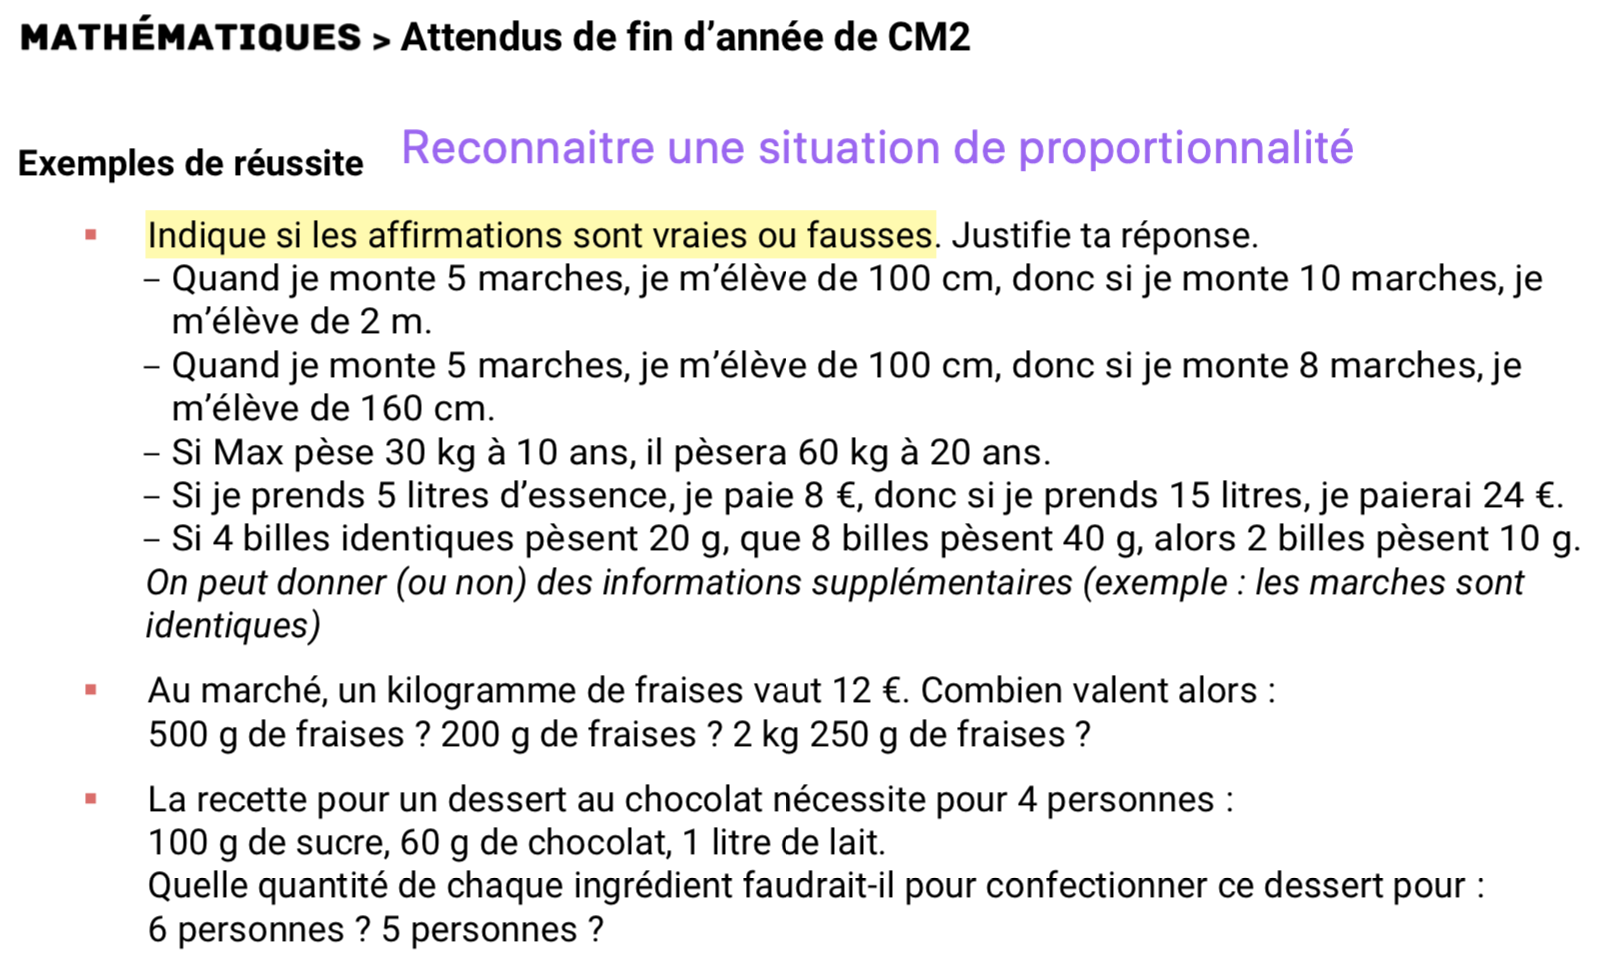 MATHÉMATIQUES > Attendus de fin d’année de CM2
Exemples de réussite Reconnaitre une situation de proportionnalité
▪ Indique si les affirmations sont vraies ou fausses. Justifie ta réponse.
– Quand je monte 5 marches, je m’élève de 100 cm, donc si je monte 10 marches, je
m’élève de 2 m.
– Quand je monte 5 marches, je m’élève de 100 cm, donc si je monte 8 marches, je
m’élève de 160 cm.
– Si Max pèse 30 kg à 10 ans, il pèsera 60 kg à 20 ans.
– Si je prends 5 litres d’essence, je paie 8 €, donc si je prends 15 litres, je paierai 24 €.
– Si 4 billes identiques pèsent 20 g, que 8 billes pèsent 40 g, alors 2 billes pèsent 10 g.
On peut donner (ou non) des informations supplémentaires (exemple : les marches sont
identiques)
▪ Au marché, un kilogramme de fraises vaut 12 €. Combien valent alors :
500 g de fraises ? 200 g de fraises ? 2 kg 250 g de fraises ?
▪ La recette pour un dessert au chocolat nécessite pour 4 personnes :
100 g de sucre, 60 g de chocolat, 1 litre de lait.
Quelle quantité de chaque ingrédient faudrait-il pour confectionner ce dessert pour :
6 personnes ? 5 personnes ?